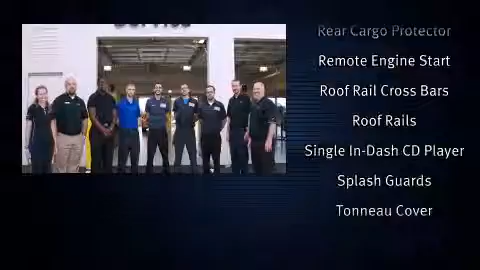 Rear Cargo Protector
Remote Engine Start
Roof Rail Cross Bars
Roof Rails
Single In-Dash CD Player
Splash Guards
Tonneau Cover